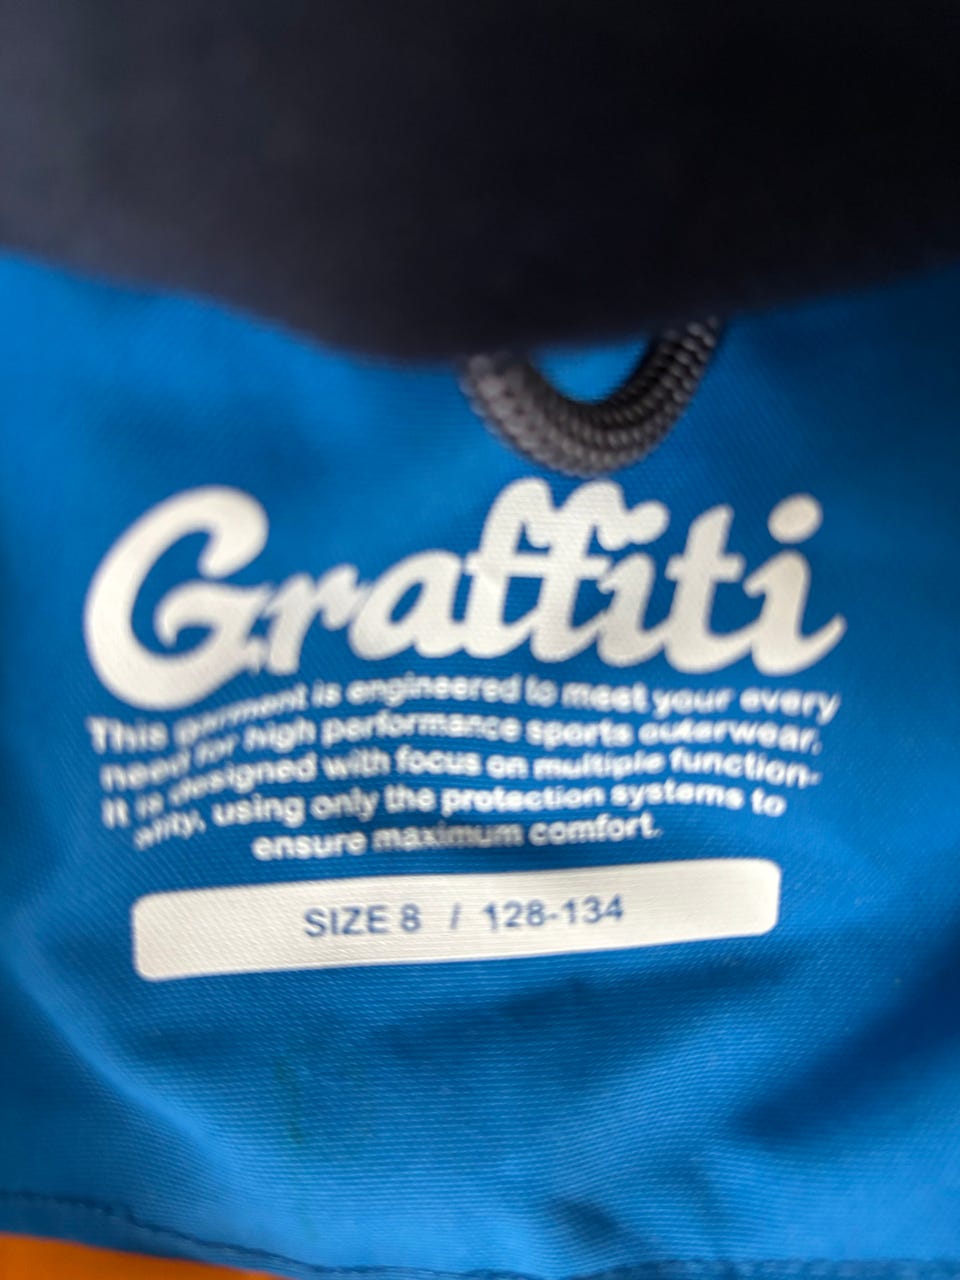 Graffiti
This garment is engineered to meet your every
need for high performance sports outerwear.
It is designed with focus on multiple function-
ality, using only the protection systems to
ensure maximum comfort.
SIZE 8 / 128-134